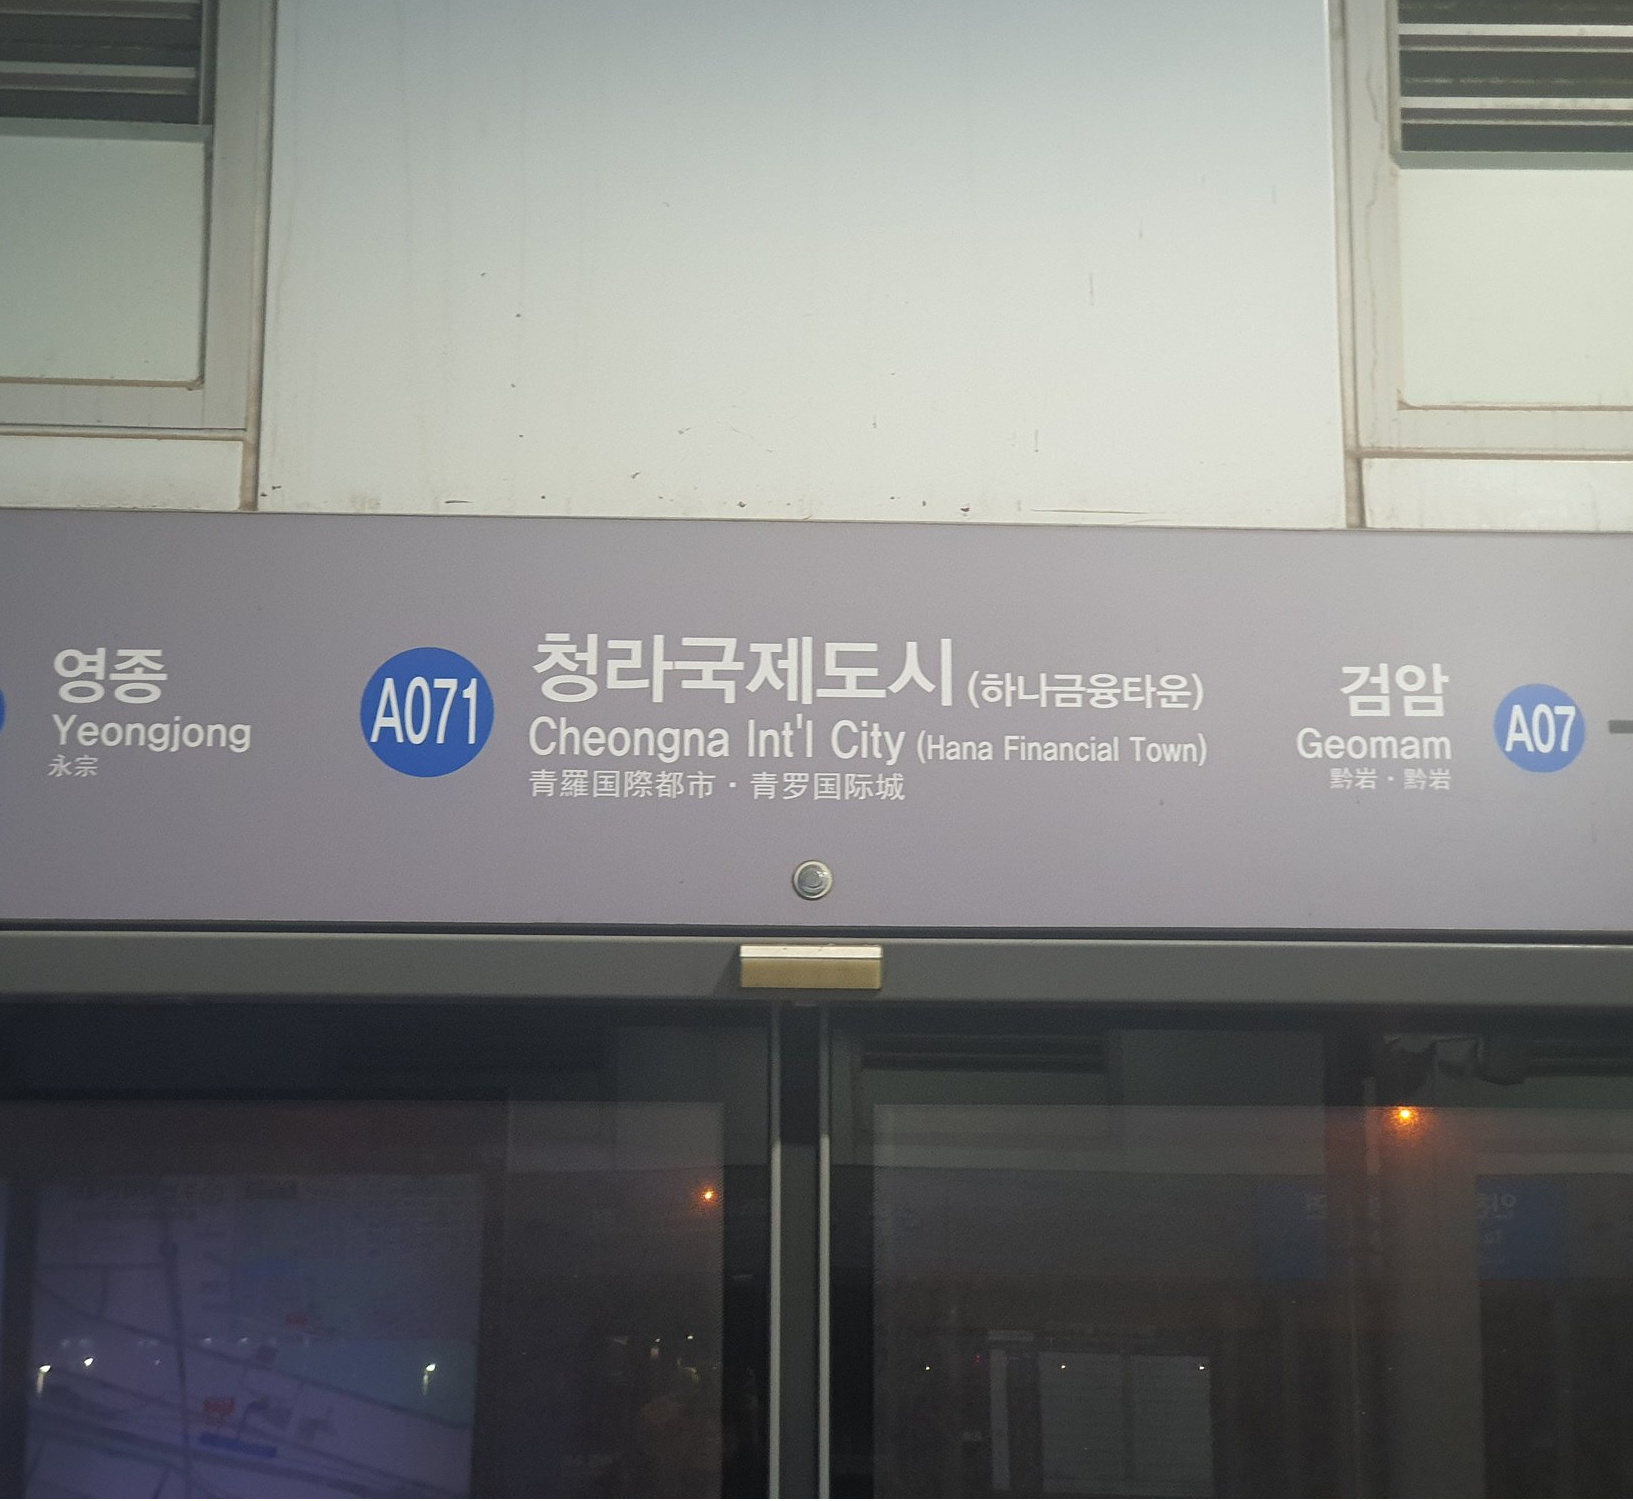 영종
Yeongjong
永宗
A071
청라국제도시 (하나금융타운)
Cheongna Int'l City (Hana Financial Town)
青羅国際都市・青罗国际城
검암
Geomam
黔岩・黔岩
A07